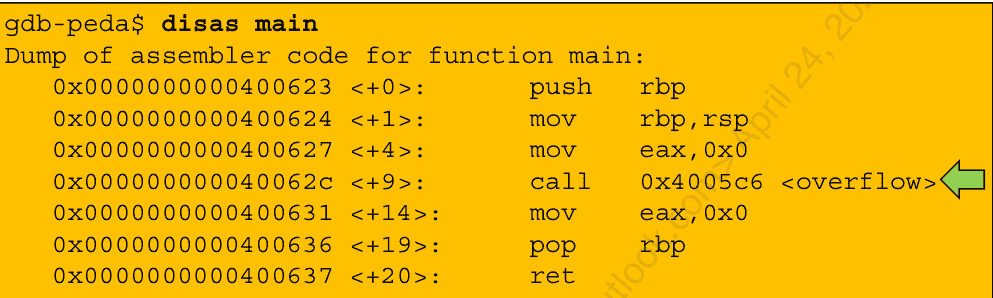 gdb-peda$ disas main
Dump of assembler code for function main:
0x0000000000400623 <+0>: push rbp
0x0000000000400624 <+1>: mov rbp,rsp
0x0000000000400627 <+4>: mov eax,0x0
0x000000000040062c <+9>: call 0x4005c6 <overflow>
0x0000000000400631 <+14>: mov eax,0x0
0x0000000000400636 <+19>: pop rbp
0x0000000000400637 <+20>: ret
April 24,